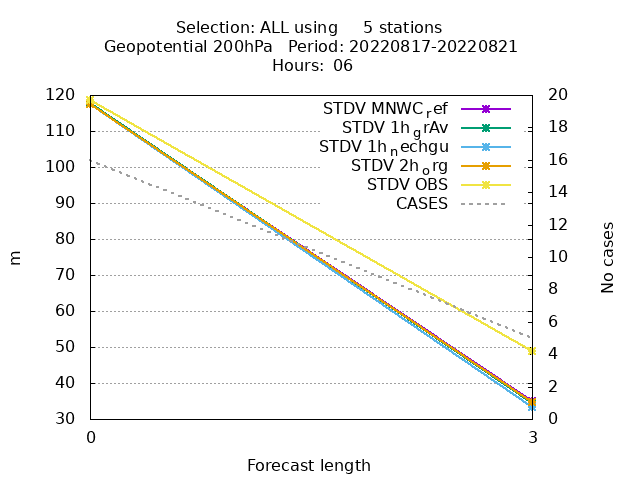 Selection: ALL using     5 stations
Geopotential 200hPa   Period: 20220817-20220821
Hours:  06
120
110
100
90
80
70
60
50
40
30
20
18
16
14
12
10
8
6
4
2
0
STDV MNWC_ref
STDV 1h_grAv
STDV 1h_nechgu
STDV 2h_org
STDV OBS
CASES
m
No cases
0
3
Forecast length